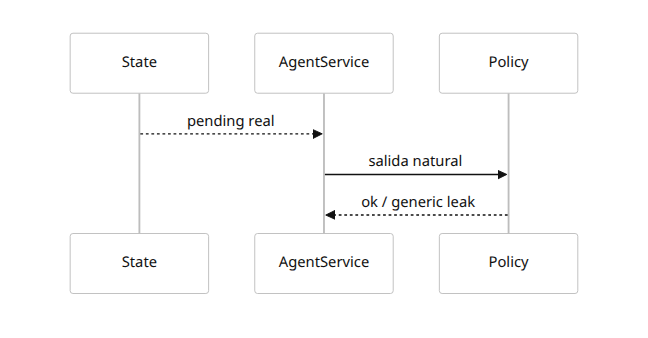 State
AgentService
Policy
pending real
salida natural
ok / generic leak
State
AgentService
Policy